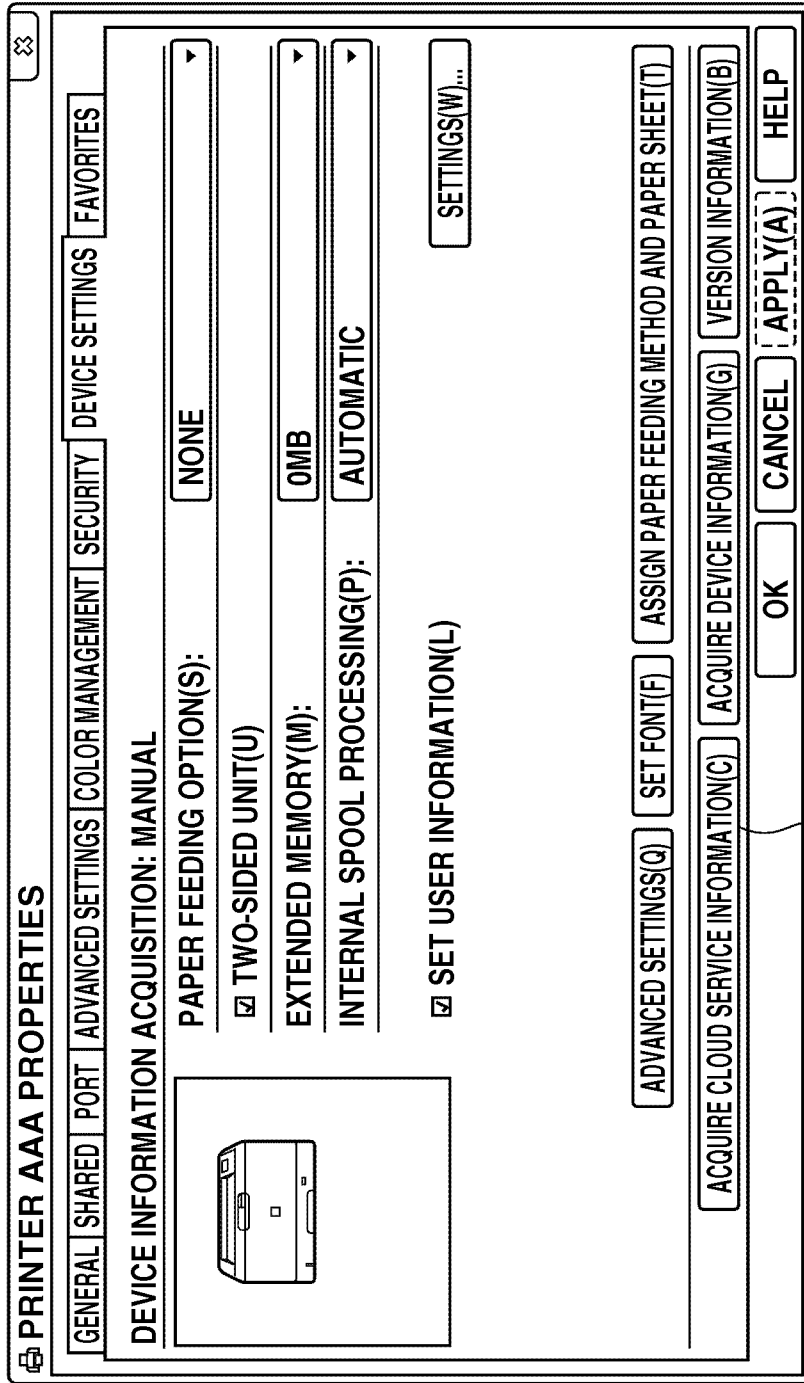 PRINTER AAA PROPERTIES
GENERAL SHARED PORT ADVANCED SETTINGS COLOR MANAGEMENT SECURITY DEVICE SETTINGS FAVORITES
DEVICE INFORMATION ACQUISITION: MANUAL
PAPER FEEDING OPTION(S): NONE
TWO-SIDED UNIT(U)
EXTENDED MEMORY(M): 0MB
INTERNAL SPOOL PROCESSING(P): AUTOMATIC
SET USER INFORMATION(L) SETTINGS(W)...
ADVANCED SETTINGS(Q) SET FONT(F) ASSIGN PAPER FEEDING METHOD AND PAPER SHEET(T)
ACQUIRE CLOUD SERVICE INFORMATION(C) ACQUIRE DEVICE INFORMATION(G) VERSION INFORMATION(B)
OK CANCEL APPLY(A) HELP